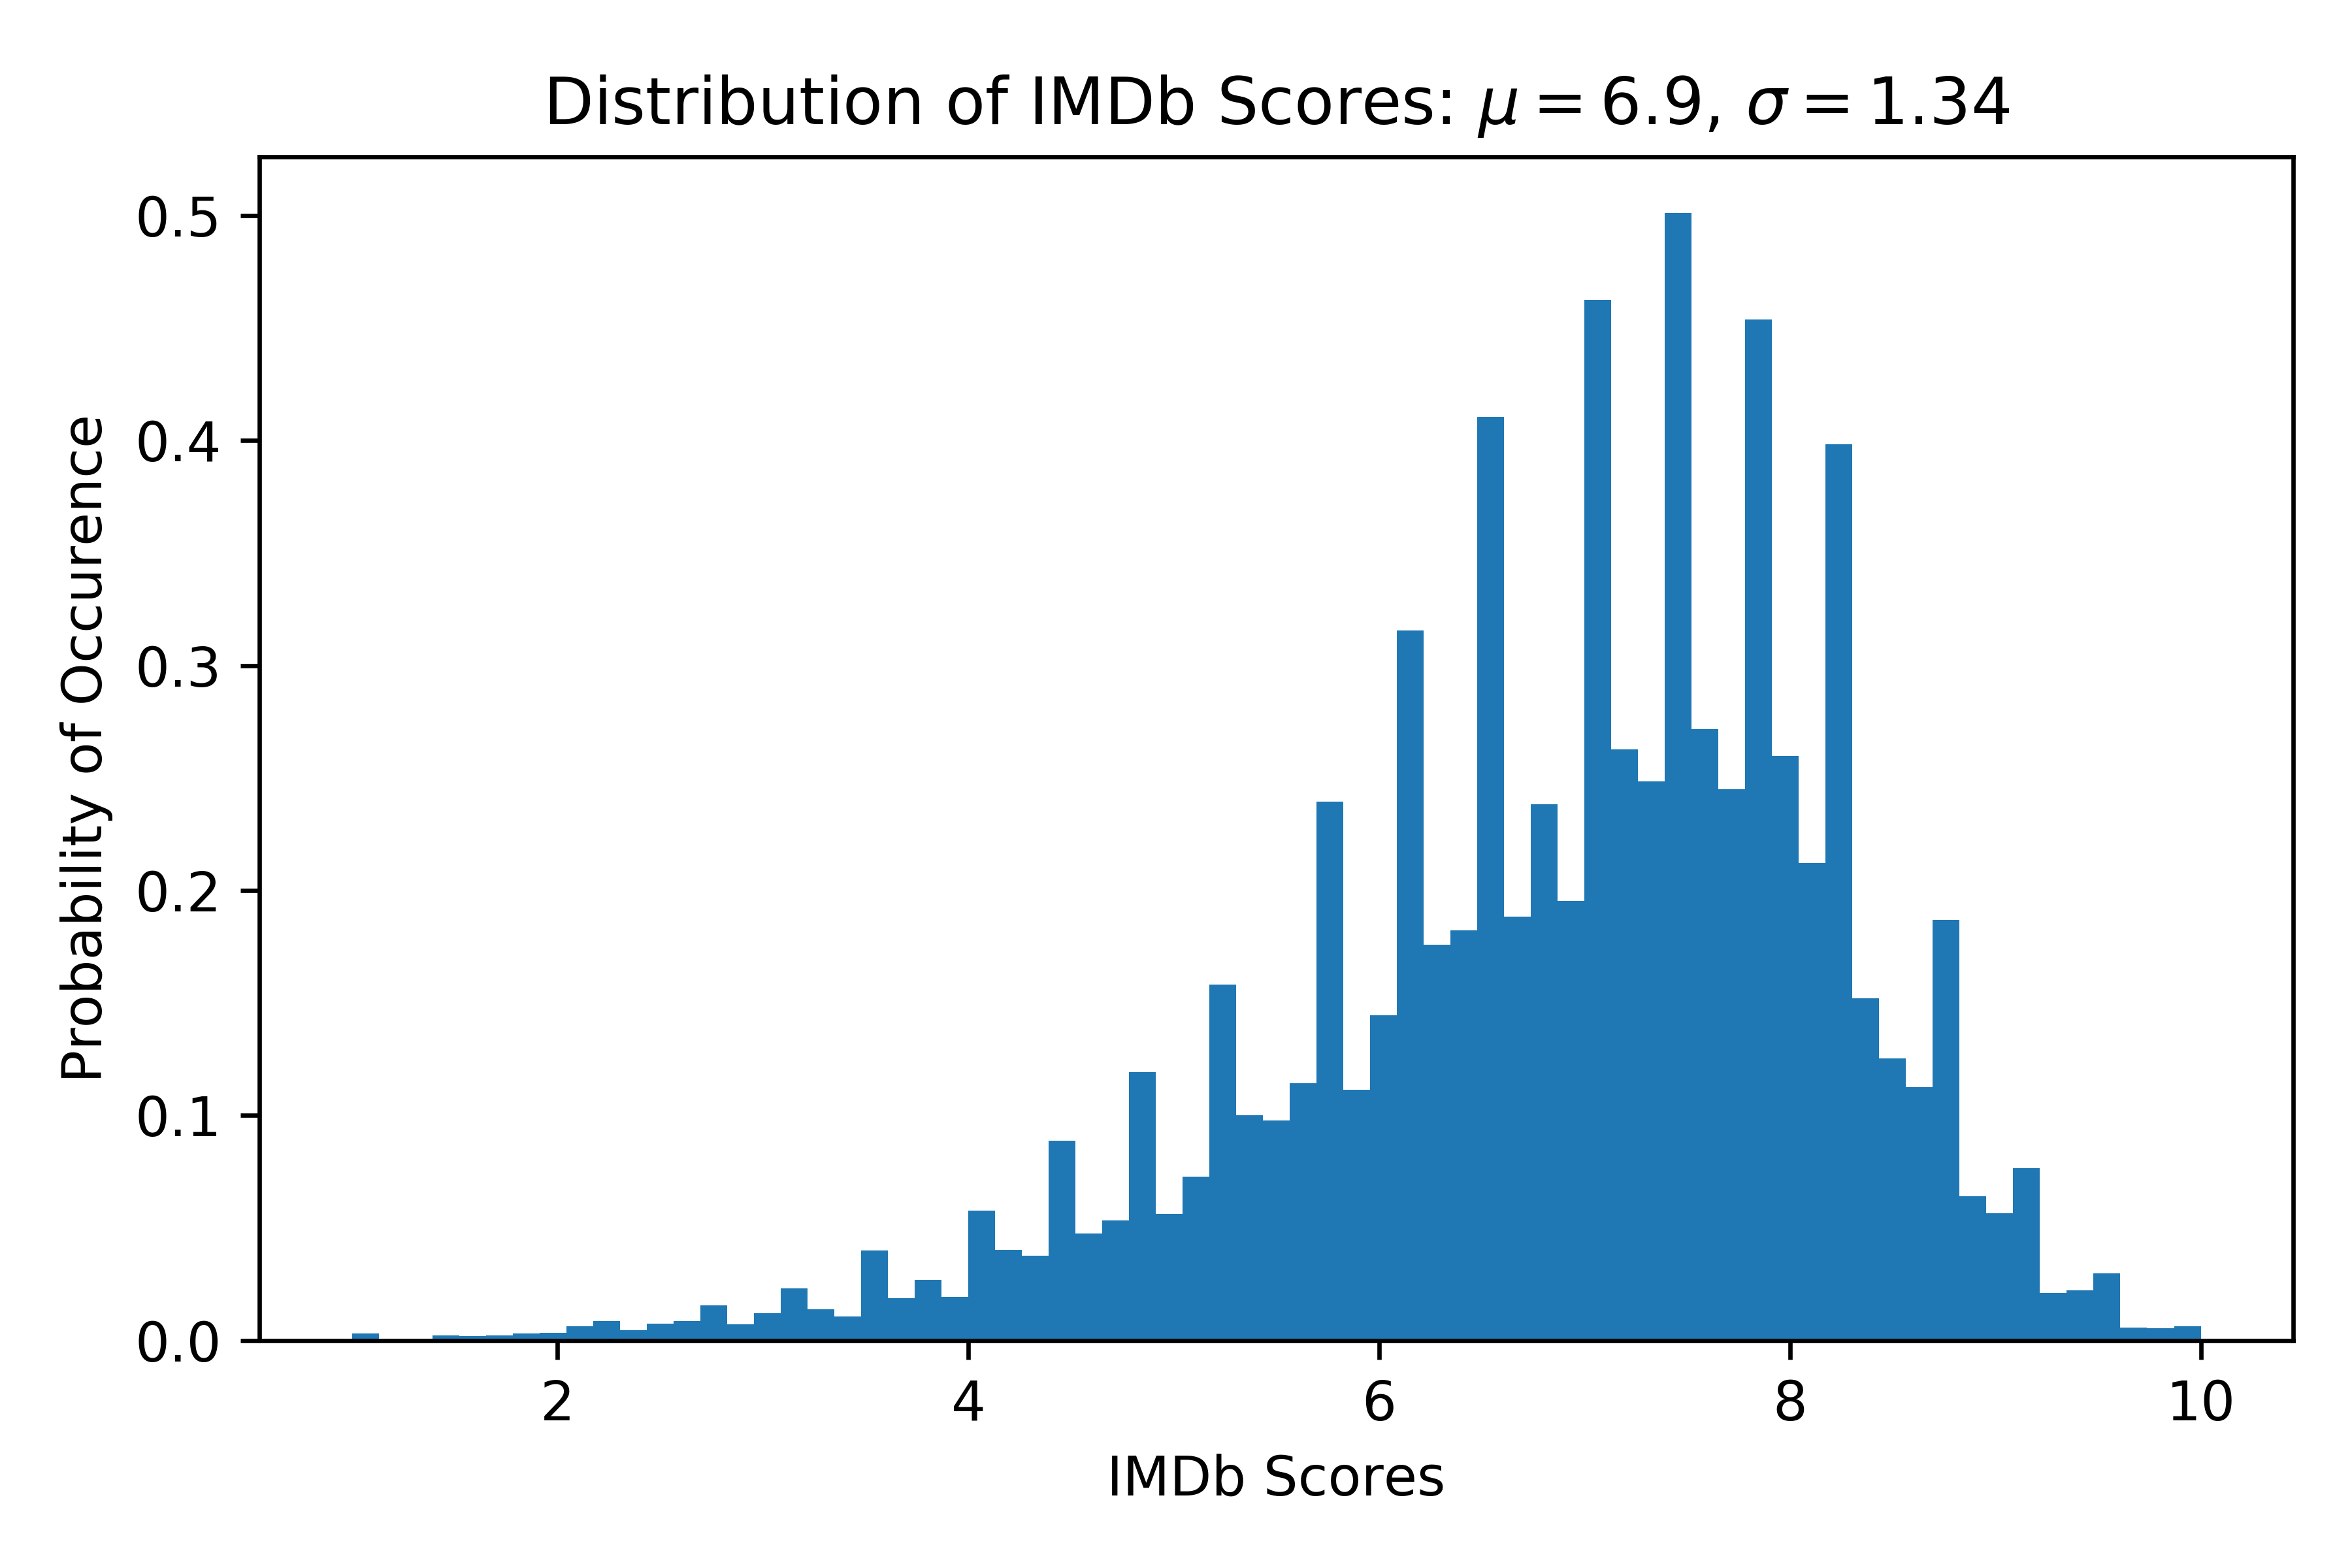 Distribution of IMDb Scores: μ = 6.9, σ = 1.34
0.5
0.4
0.3
0.2
0.1
0.0
Probability of Occurence
2 4 6 8 10
IMDb Scores